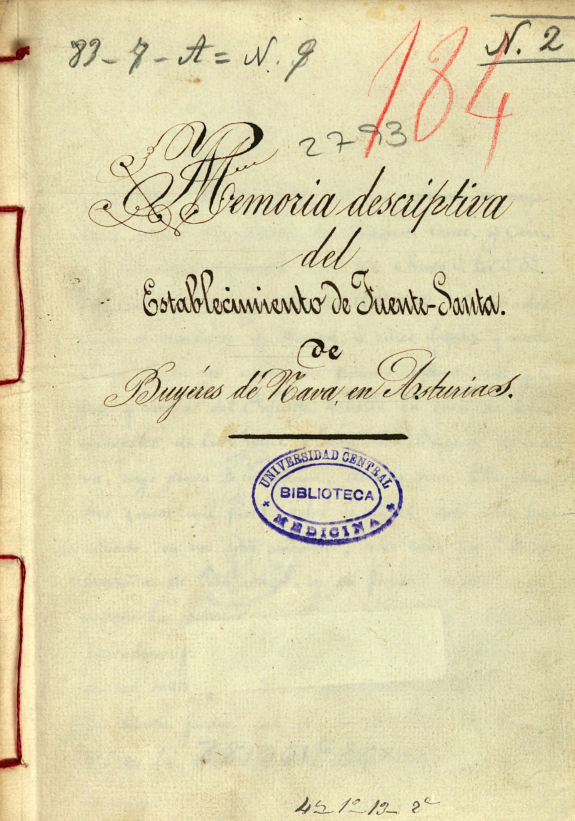 83-7-A=N. 9
N. 2
184
2793
Memoria descriptiva
del
Establecimiento de Fuente-Santa.
de
Buyéres de Nava, en Asturias.
UNIVERSIDAD CENTRAL
BIBLIOTECA
MEDICINA